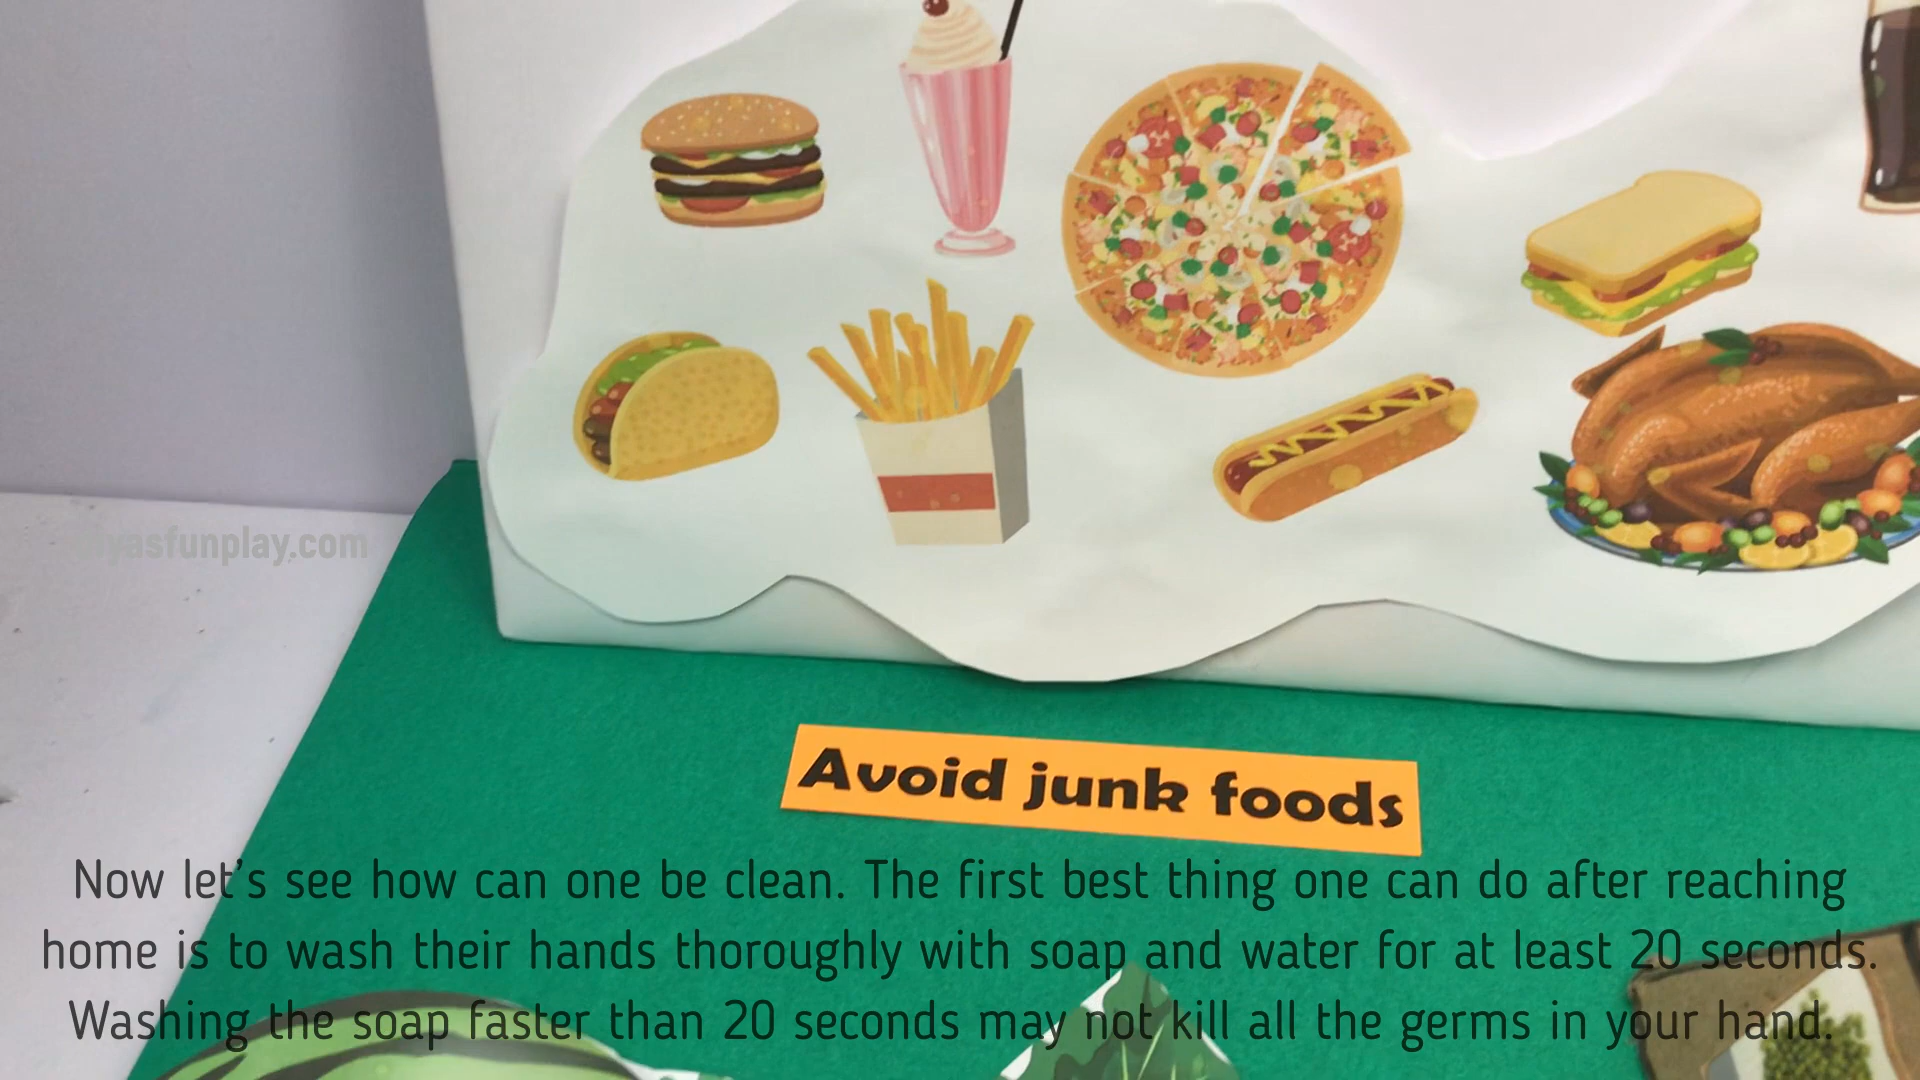 Avoid junk foods
Now let's see how can one be clean. The first best thing one can do after reaching
home is to wash their hands thoroughly with soap and water for at least 20 seconds.
Washing the soap faster than 20 seconds may not kill all the germs in your hand.